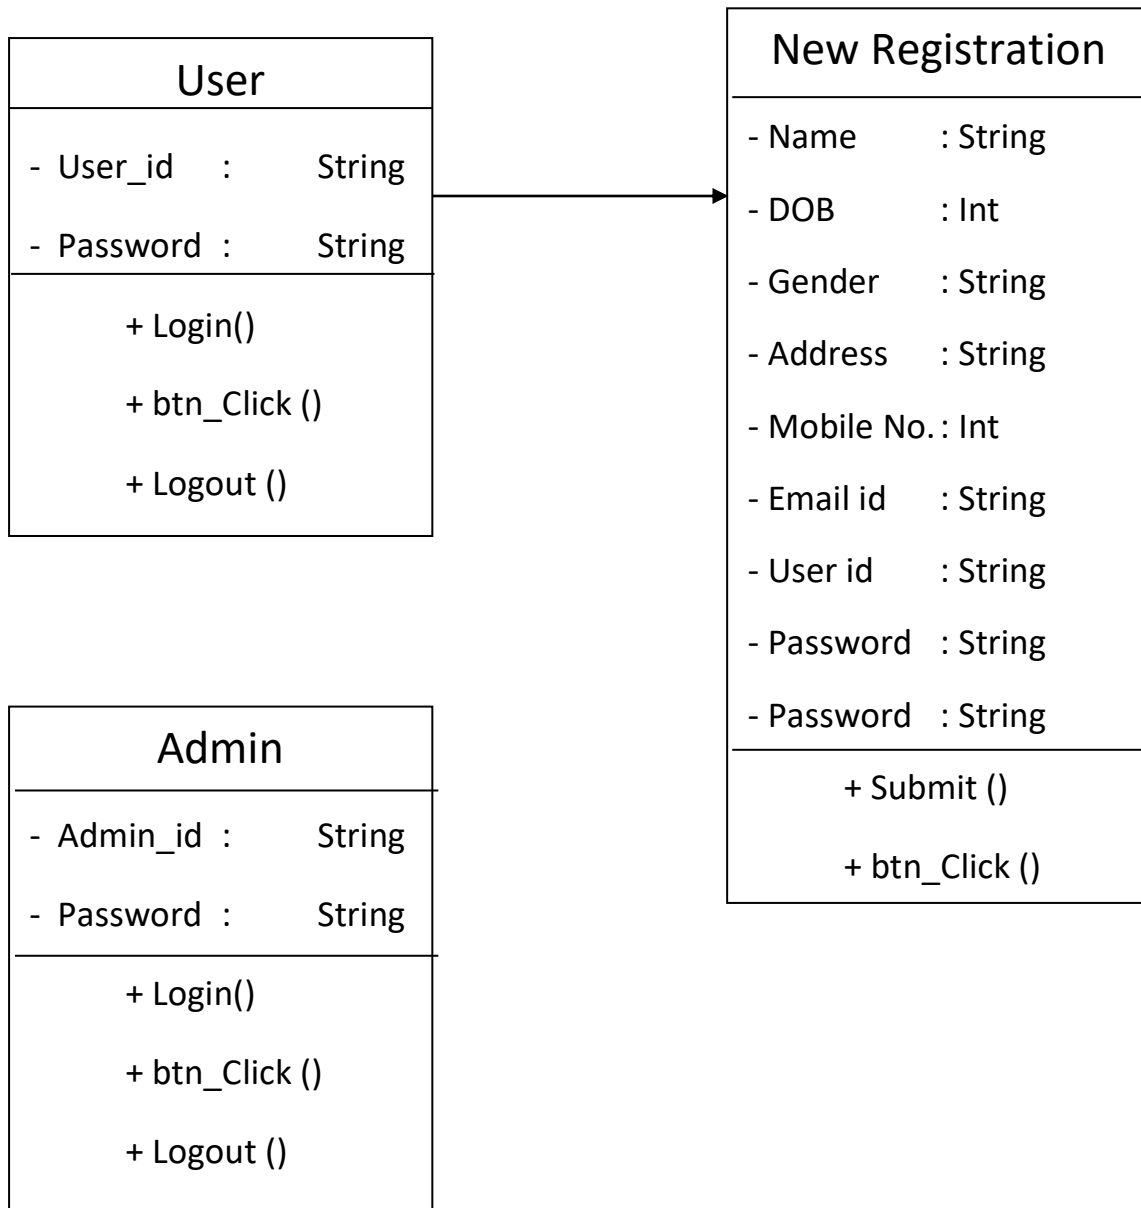 User
- User_id : String
- Password : String
+ Login()
+ btn_Click ()
+ Logout ()
New Registration
- Name : String
- DOB : Int
- Gender : String
- Address : String
- Mobile No. : Int
- Email id : String
- User id : String
- Password : String
- Password : String
+ Submit ()
+ btn_Click ()
Admin
- Admin_id : String
- Password : String
+ Login()
+ btn_Click ()
+ Logout ()